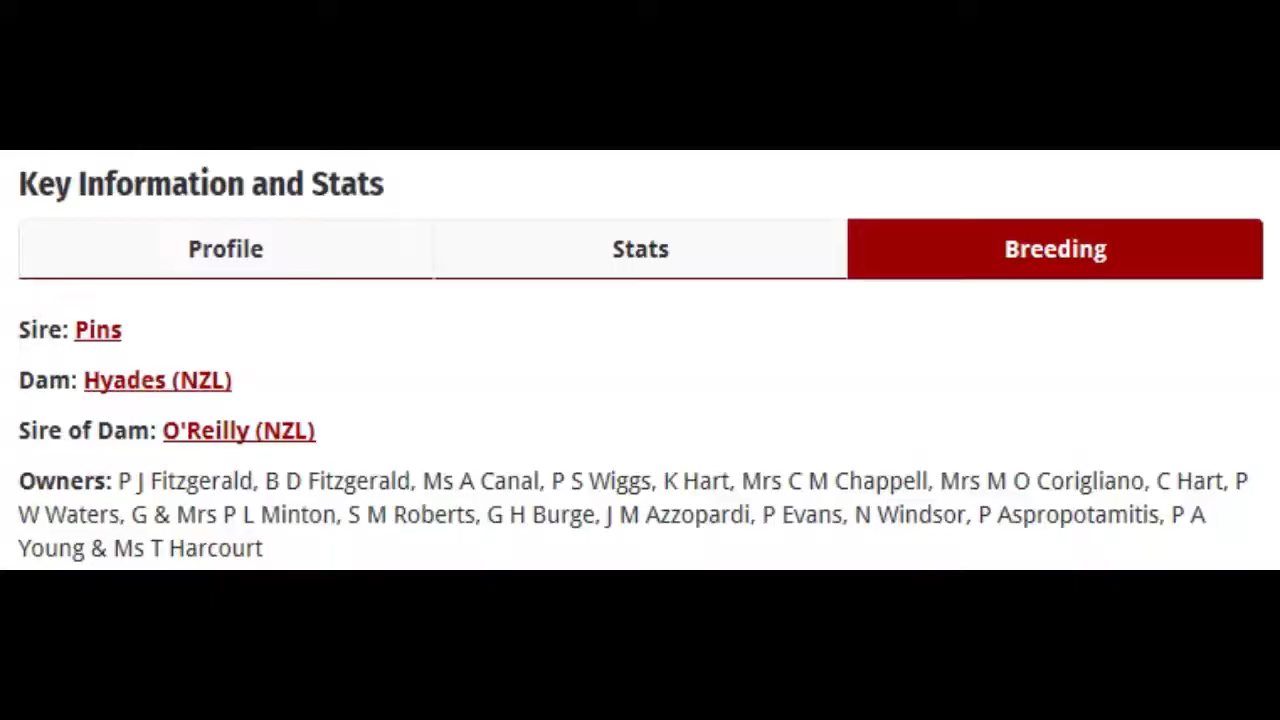 Key Information and Stats
Profile Stats Breeding
Sire: Pins
Dam: Hyades (NZL)
Sire of Dam: O'Reilly (NZL)
Owners: P J Fitzgerald, B D Fitzgerald, Ms A Canal, P S Wiggs, K Hart, Mrs C M Chappell, Mrs M O Corigliano, C Hart, P
W Waters, G & Mrs P L Minton, S M Roberts, G H Burge, J M Azzopardi, P Evans, N Windsor, P Aspropotamitis, P A
Young & Ms T Harcourt